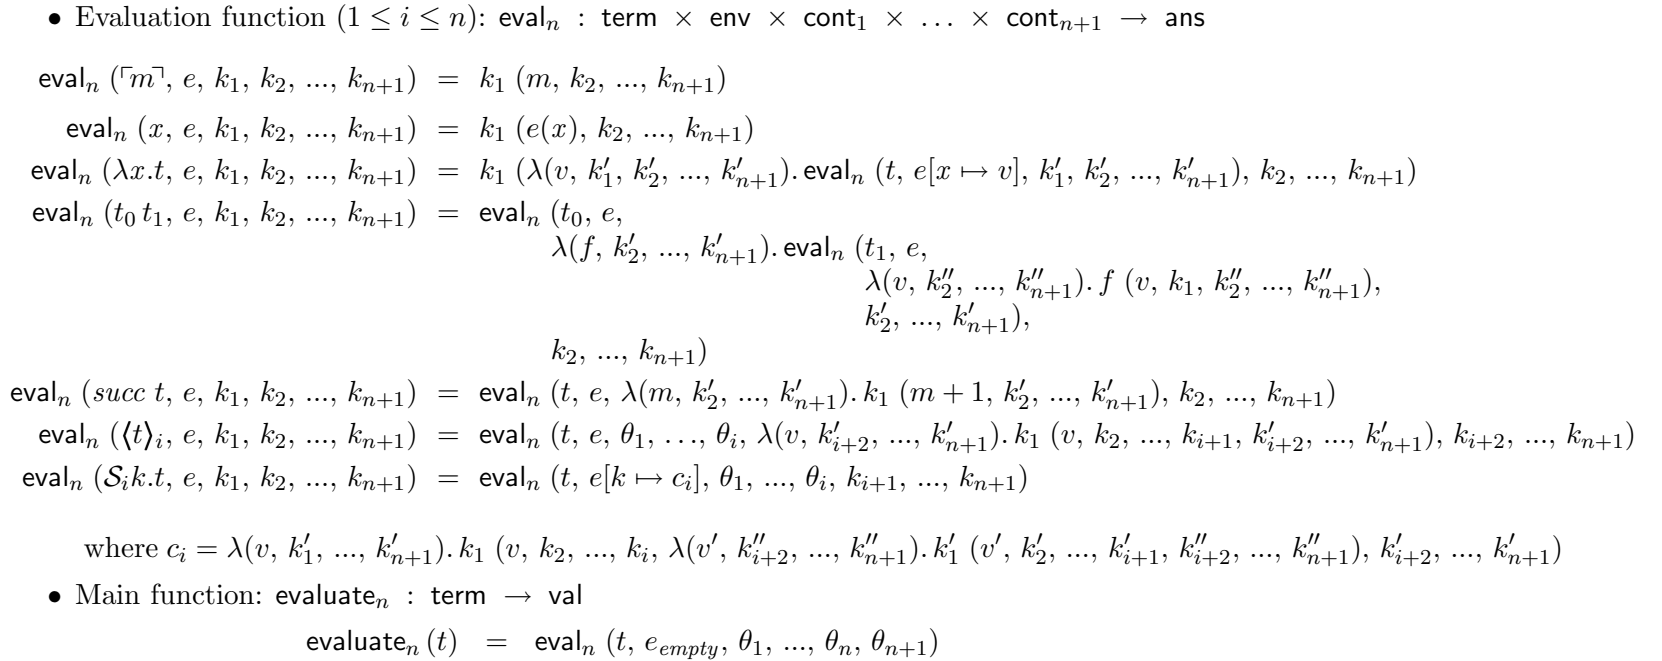 • Evaluation function (1 ≤ i ≤ n): evalₙ : term × env × cont₁ × … × contₙ₊₁ → ans
evalₙ (⌜m⌝, e, k₁, k₂, ..., kₙ₊₁) = k₁ (m, k₂, ..., kₙ₊₁)
evalₙ (x, e, k₁, k₂, ..., kₙ₊₁) = k₁ (e(x), k₂, ..., kₙ₊₁)
evalₙ (λx.t, e, k₁, k₂, ..., kₙ₊₁) = k₁ (λ(v, k′₁, k′₂, ..., k′ₙ₊₁). evalₙ (t, e[x ↦ v], k′₁, k′₂, ..., k′ₙ₊₁), k₂, ..., kₙ₊₁)
evalₙ (t₀ t₁, e, k₁, k₂, ..., kₙ₊₁) = evalₙ (t₀, e,
λ(f, k′₂, ..., k′ₙ₊₁). evalₙ (t₁, e,
λ(v, k″₂, ..., k″ₙ₊₁). f (v, k₁, k″₂, ..., k″ₙ₊₁),
k′₂, ..., k′ₙ₊₁),
k₂, ..., kₙ₊₁)
evalₙ (succ t, e, k₁, k₂, ..., kₙ₊₁) = evalₙ (t, e, λ(m, k′₂, ..., k′ₙ₊₁). k₁ (m + 1, k′₂, ..., k′ₙ₊₁), k₂, ..., kₙ₊₁)
evalₙ (⟨t⟩ᵢ, e, k₁, k₂, ..., kₙ₊₁) = evalₙ (t, e, θ₁, …, θᵢ, λ(v, k′ᵢ₊₂, ..., k′ₙ₊₁). k₁ (v, k₂, ..., kᵢ₊₁, k′ᵢ₊₂, ..., k′ₙ₊₁), kᵢ₊₂, ..., kₙ₊₁)
evalₙ (𝒮ᵢk.t, e, k₁, k₂, ..., kₙ₊₁) = evalₙ (t, e[k ↦ cᵢ], θ₁, ..., θᵢ, kᵢ₊₁, ..., kₙ₊₁)
where cᵢ = λ(v, k′₁, ..., k′ₙ₊₁). k₁ (v, k₂, ..., kᵢ, λ(v′, k″ᵢ₊₂, ..., k″ₙ₊₁). k′₁ (v′, k′₂, ..., k′ᵢ₊₁, k″ᵢ₊₂, ..., k″ₙ₊₁), k′ᵢ₊₂, ..., k′ₙ₊₁)
• Main function: evaluateₙ : term → val
evaluateₙ (t) = evalₙ (t, e_empty, θ₁, ..., θₙ, θₙ₊₁)